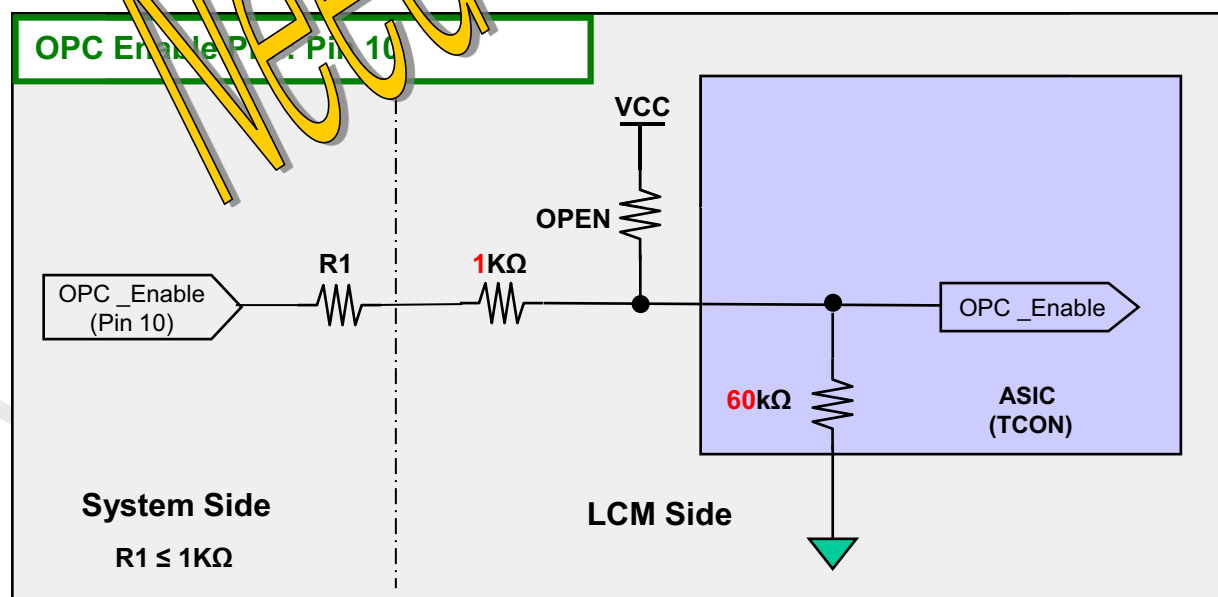 OPC Enable : Pin 10
VCC
OPEN
R1
1KΩ
OPC _Enable
(Pin 10)
OPC _Enable
60kΩ
ASIC
(TCON)
System Side
LCM Side
R1 ≤ 1KΩ